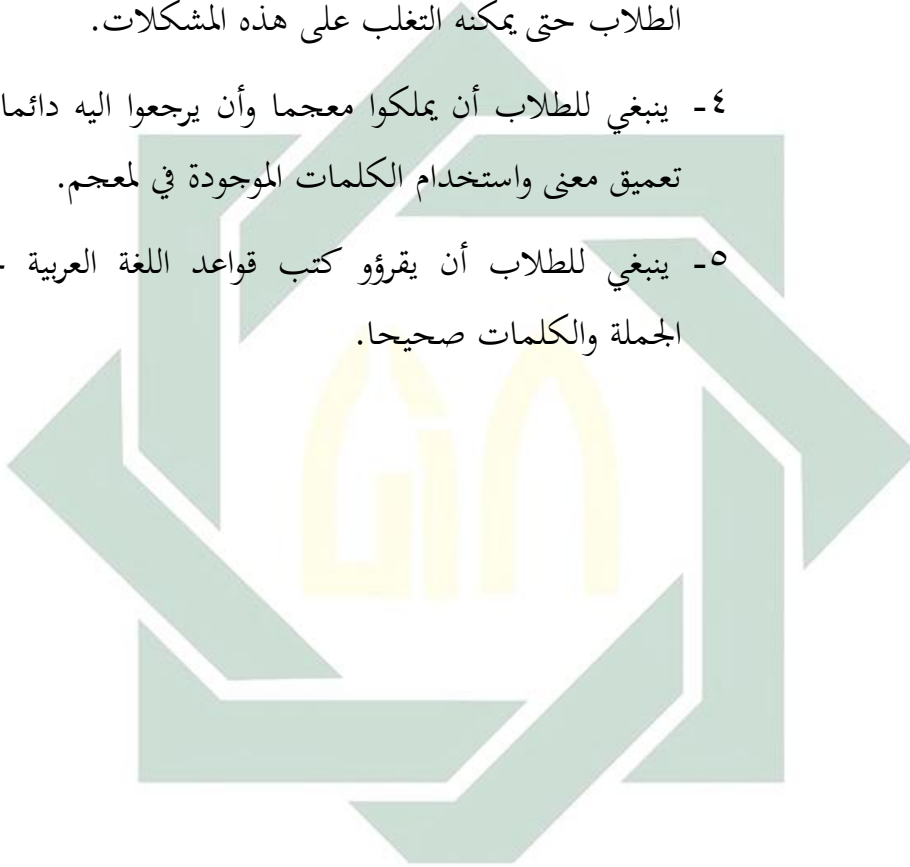 الطلاب حتى يمكنه التغلب على هذه المشكلات.
٤- ينبغي للطلاب أن يملكوا معجما وأن يرجعوا اليه دائما
تعميق معنى واستخدام الكلمات الموجودة في لمعجم.
٥- ينبغي للطلاب أن يقرؤو كتب قواعد اللغة العربية
الجملة والكلمات صحيحا.